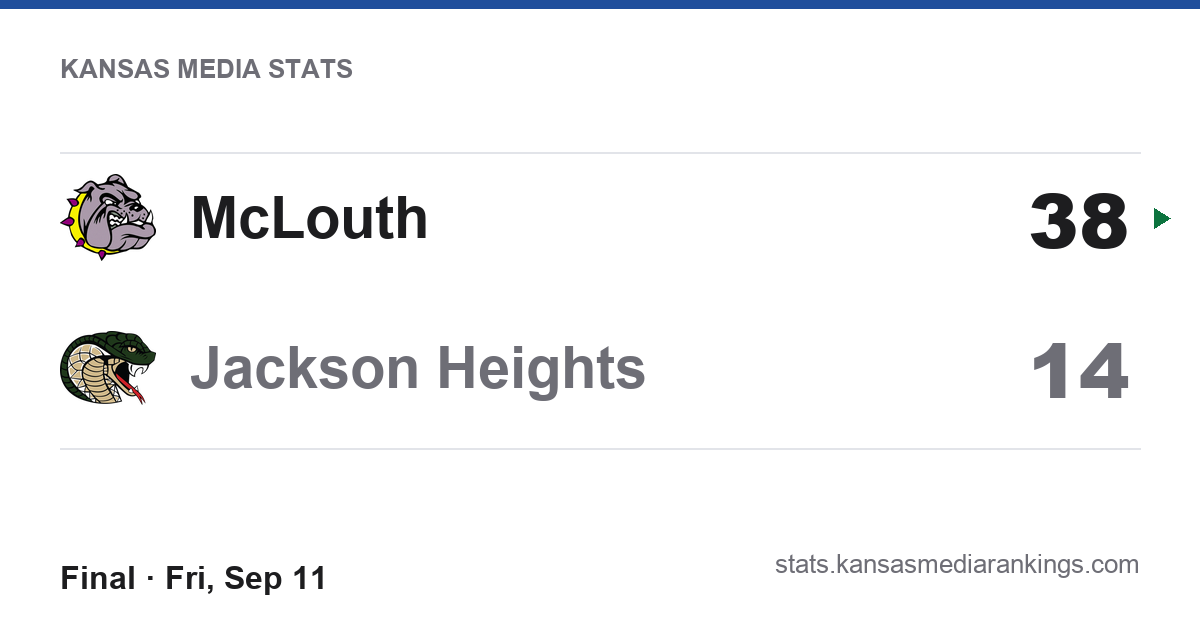 KANSAS MEDIA STATS
McLouth 38
Jackson Heights 14
Final · Fri, Sep 11
stats.kansasmediarankings.com